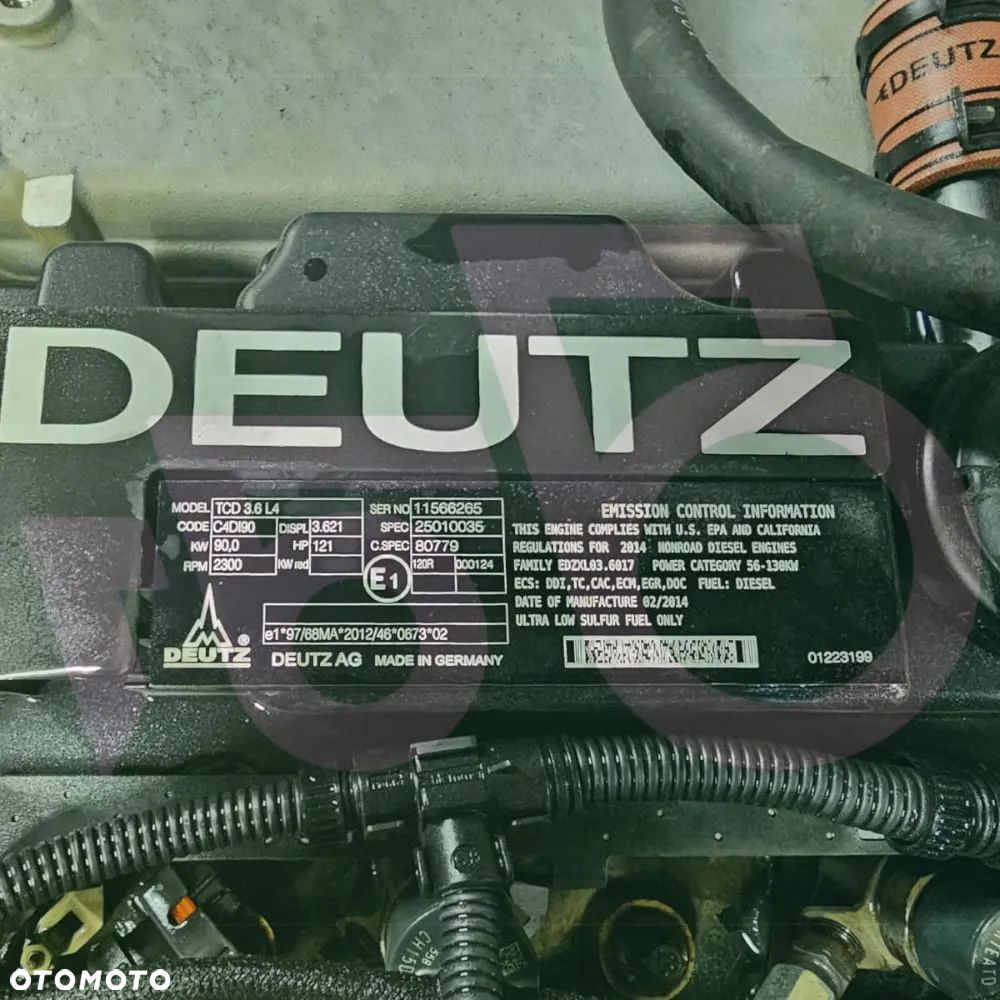 DEUTZ
DEUTZ
MODEL TCD 3.6 L4
CODE C4DI90 DISPL 3.621
KW 90,0 HP 121
RPM 2300 KW red
SER NO 11566265
SPEC 25010035
C.SPEC 80779
E1 120R 000124
e1*97/68MA*2012/46*0673*02
DEUTZ ® DEUTZ AG MADE IN GERMANY
EMISSION CONTROL INFORMATION
THIS ENGINE COMPLIES WITH U.S. EPA AND CALIFORNIA
REGULATIONS FOR 2014 NONROAD DIESEL ENGINES
FAMILY EDZXL03.6017 POWER CATEGORY 56-130KW
ECS: DDI,TC,CAC,ECM,EGR,DOC FUEL: DIESEL
DATE OF MANUFACTURE 02/2014
ULTRA LOW SULFUR FUEL ONLY
01223199
OTOMOTO